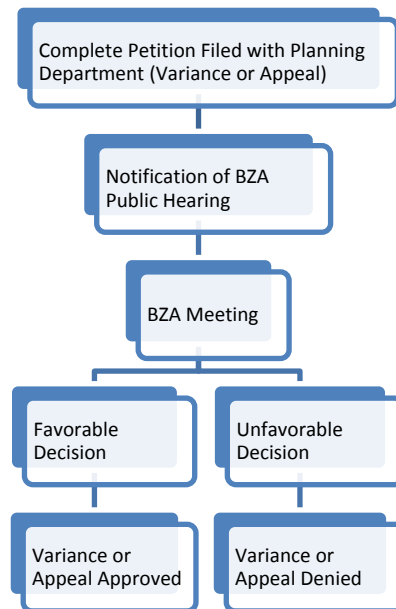 Complete Petition Filed with Planning
Department (Variance or Appeal)
Notification of BZA
Public Hearing
BZA Meeting
Favorable
Decision
Unfavorable
Decision
Variance or
Appeal Approved
Variance or
Appeal Denied